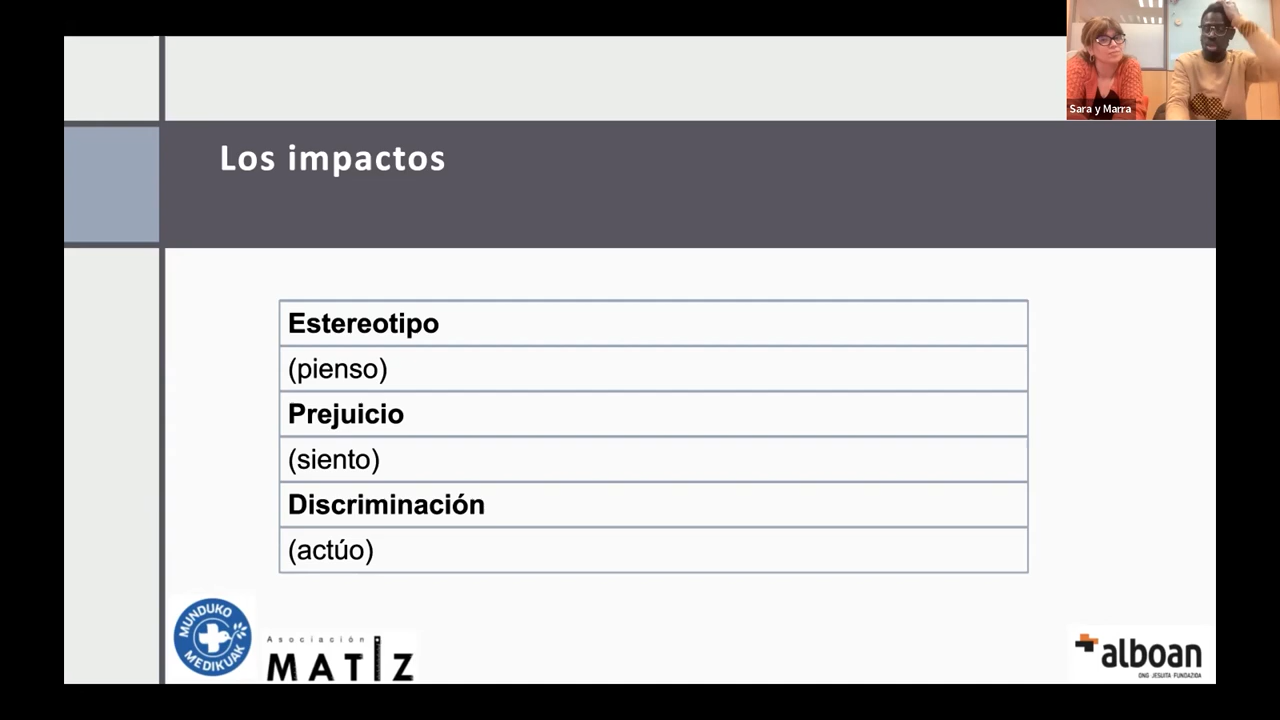 Sara y Marra
Los impactos
Estereotipo
(pienso)
Prejuicio
(siento)
Discriminación
(actúo)
MUNDUKO
MEDIKUAK
Asociación
MATIZ
alboan
ONG JESUITA FUNDAZIOA